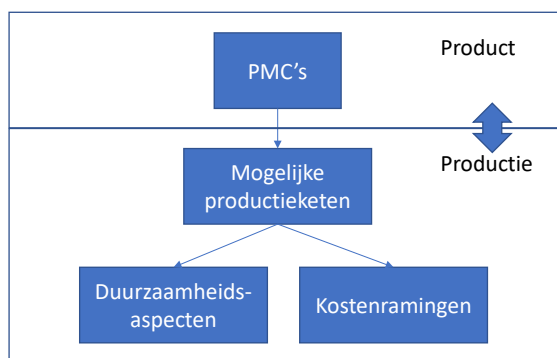 Product
PMC's
Productie
Mogelijke
productieketen
Duurzaamheids-
aspecten
Kostenramingen